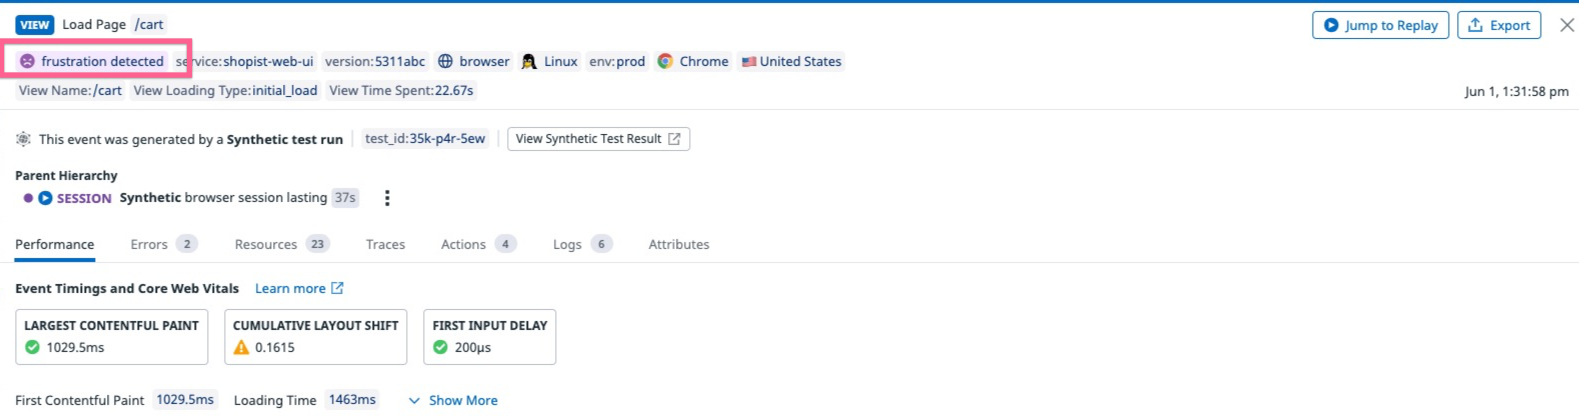 VIEW Load Page /cart Jump to Replay Export
frustration detected service:shopist-web-ui version:5311abc browser Linux env:prod Chrome United States
View Name:/cart View Loading Type:initial_load View Time Spent:22.67s Jun 1, 1:31:58 pm
This event was generated by a Synthetic test run test_id:35k-p4r-5ew View Synthetic Test Result
Parent Hierarchy
SESSION Synthetic browser session lasting 37s
Performance Errors 2 Resources 23 Traces Actions 4 Logs 6 Attributes
Event Timings and Core Web Vitals Learn more
LARGEST CONTENTFUL PAINT CUMULATIVE LAYOUT SHIFT FIRST INPUT DELAY
1029.5ms 0.1615 200µs
First Contentful Paint 1029.5ms Loading Time 1463ms Show More